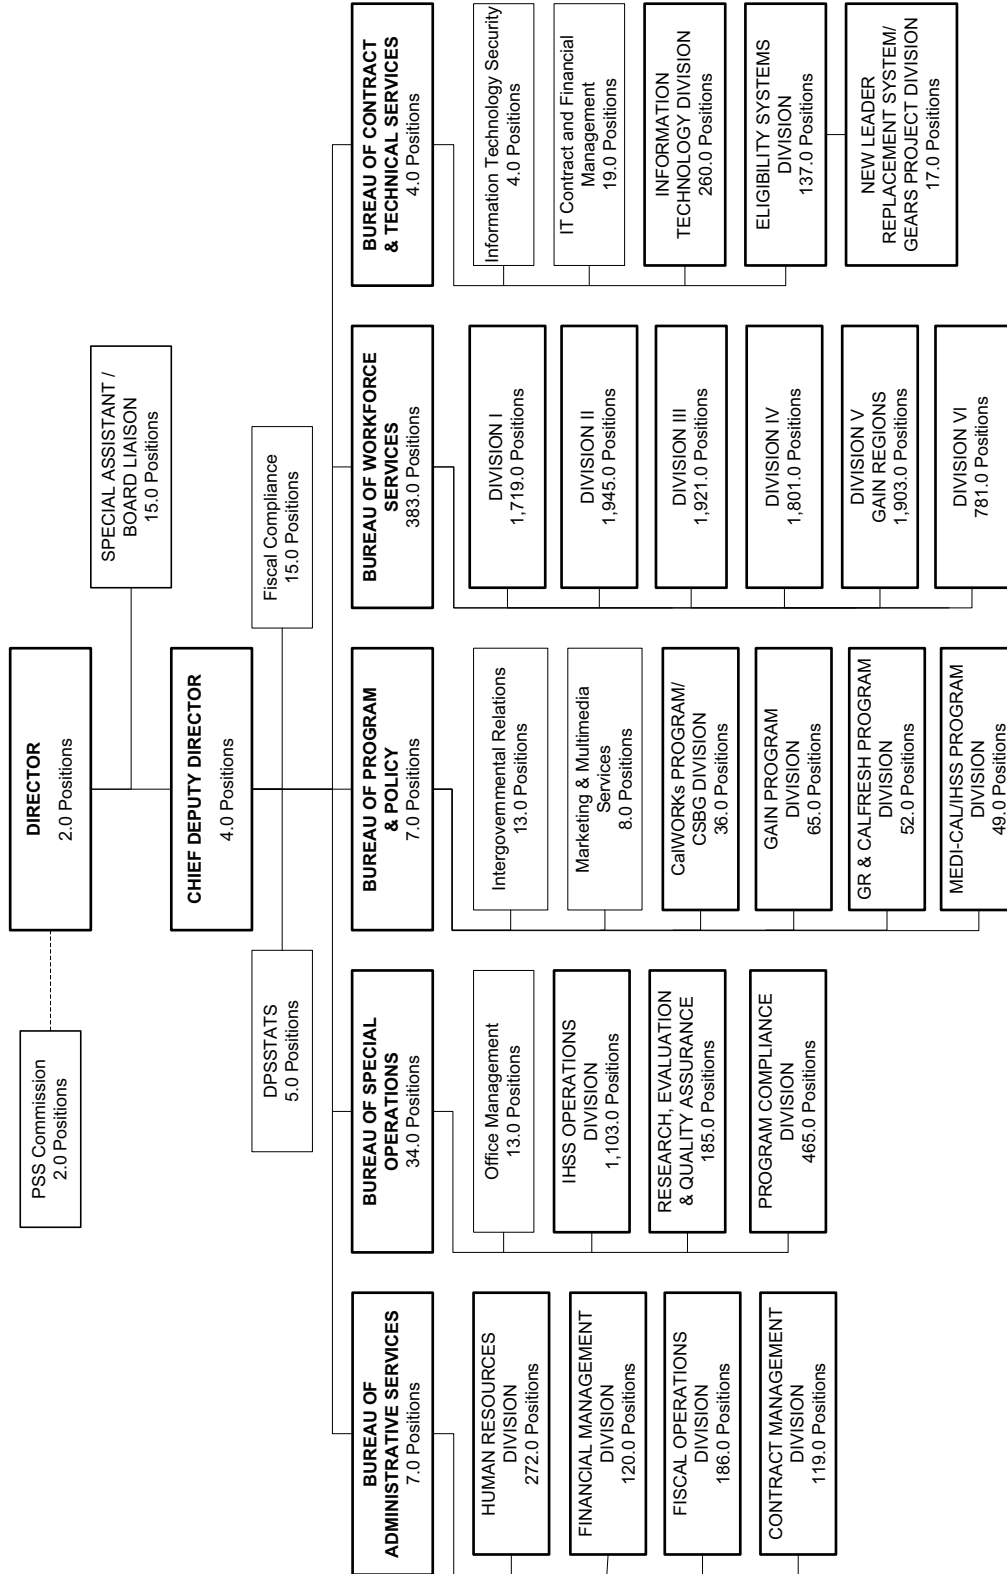 DIRECTOR
2.0 Positions
PSS Commission
2.0 Positions
SPECIAL ASSISTANT /
BOARD LIAISON
15.0 Positions
CHIEF DEPUTY DIRECTOR
4.0 Positions
DPSSTATS
5.0 Positions
Fiscal Compliance
15.0 Positions
BUREAU OF
ADMINISTRATIVE SERVICES
7.0 Positions
HUMAN RESOURCES
DIVISION
272.0 Positions
FINANCIAL MANAGEMENT
DIVISION
120.0 Positions
FISCAL OPERATIONS
DIVISION
186.0 Positions
CONTRACT MANAGEMENT
DIVISION
119.0 Positions
BUREAU OF SPECIAL
OPERATIONS
34.0 Positions
Office Management
13.0 Positions
IHSS OPERATIONS
DIVISION
1,103.0 Positions
RESEARCH, EVALUATION
& QUALITY ASSURANCE
185.0 Positions
PROGRAM COMPLIANCE
DIVISION
465.0 Positions
BUREAU OF PROGRAM
& POLICY
7.0 Positions
Intergovernmental Relations
13.0 Positions
Marketing & Multimedia
Services
8.0 Positions
CalWORKs PROGRAM/
CSBG DIVISION
36.0 Positions
GAIN PROGRAM
DIVISION
65.0 Positions
GR & CALFRESH PROGRAM
DIVISION
52.0 Positions
MEDI-CAL/IHSS PROGRAM
DIVISION
49.0 Positions
BUREAU OF WORKFORCE
SERVICES
383.0 Positions
DIVISION I
1,719.0 Positions
DIVISION II
1,945.0 Positions
DIVISION III
1,921.0 Positions
DIVISION IV
1,801.0 Positions
DIVISION V
GAIN REGIONS
1,903.0 Positions
DIVISION VI
781.0 Positions
BUREAU OF CONTRACT
& TECHNICAL SERVICES
4.0 Positions
Information Technology Security
4.0 Positions
IT Contract and Financial
Management
19.0 Positions
INFORMATION
TECHNOLOGY DIVISION
260.0 Positions
ELIGIBILITY SYSTEMS
DIVISION
137.0 Positions
NEW LEADER
REPLACEMENT SYSTEM/
GEARS PROJECT DIVISION
17.0 Positions